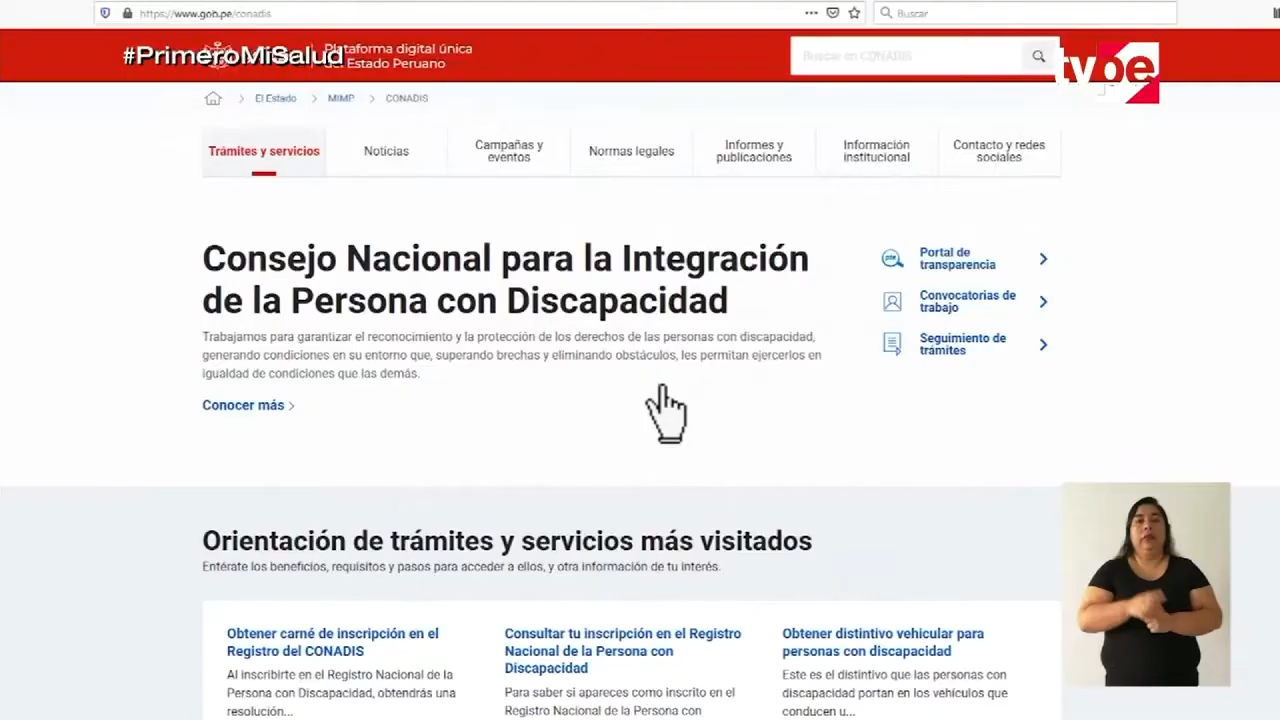 https://www.gob.pe/conadis
Buscar
#PrimeroMiSalud
Plataforma digital única
del Estado Peruano
Buscar en CONADIS
tvpe
El Estado
MIMP
CONADIS
Trámites y servicios
Noticias
Campañas y
eventos
Normas legales
Informes y
publicaciones
Información
institucional
Contacto y redes
sociales
Consejo Nacional para la Integración
de la Persona con Discapacidad
Trabajamos para garantizar el reconocimiento y la protección de los derechos de las personas con discapacidad,
generando condiciones en su entorno que, superando brechas y eliminando obstáculos, les permitan ejercerlos en
igualdad de condiciones que las demás.
Conocer más
pte
Portal de
transparencia
Convocatorias de
trabajo
Seguimiento de
trámites
Orientación de trámites y servicios más visitados
Entérate los beneficios, requisitos y pasos para acceder a ellos, y otra información de tu interés.
Obtener carné de inscripción en el
Registro del CONADIS
Al inscribirte en el Registro Nacional de la
Persona con Discapacidad, obtendrás una
resolución...
Consultar tu inscripción en el Registro
Nacional de la Persona con
Discapacidad
Para saber si apareces como inscrito en el
Registro Nacional de la Persona con
Obtener distintivo vehicular para
personas con discapacidad
Este es el distintivo que las personas con
discapacidad portan en los vehículos que
conducen u...